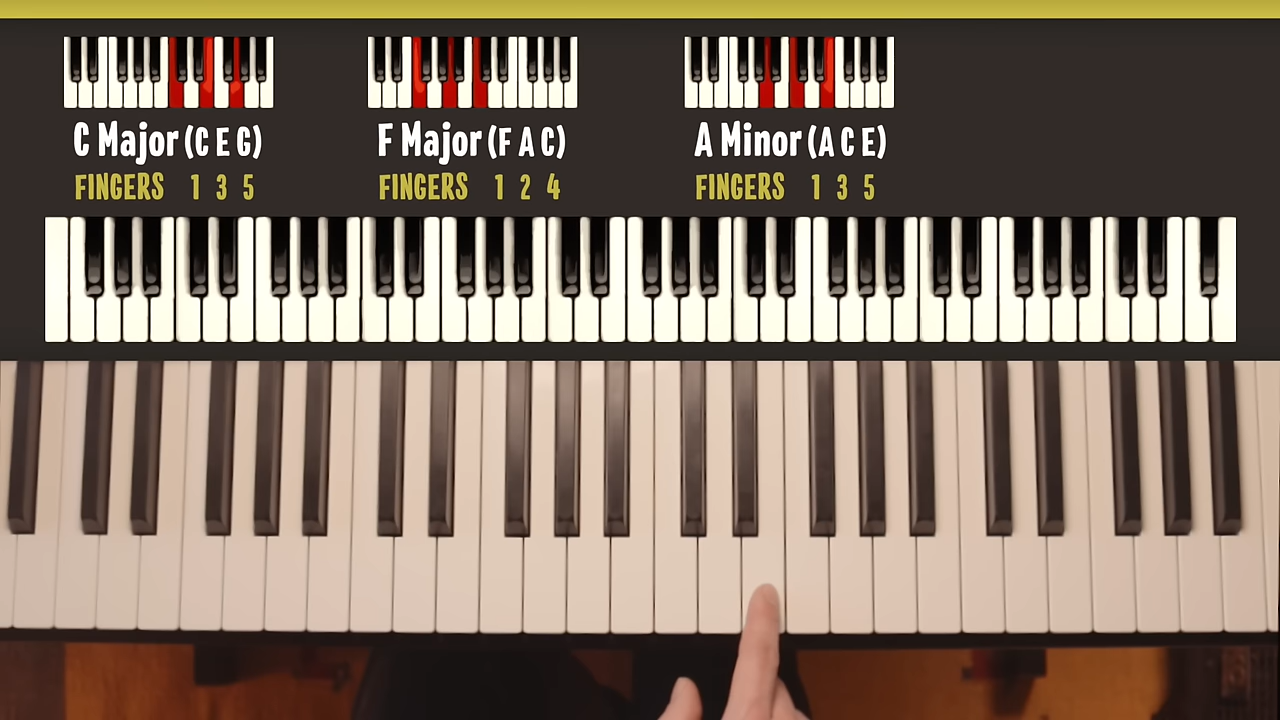 C Major (C E G)
FINGERS 1 3 5
F Major (F A C)
FINGERS 1 2 4
A Minor (A C E)
FINGERS 1 3 5